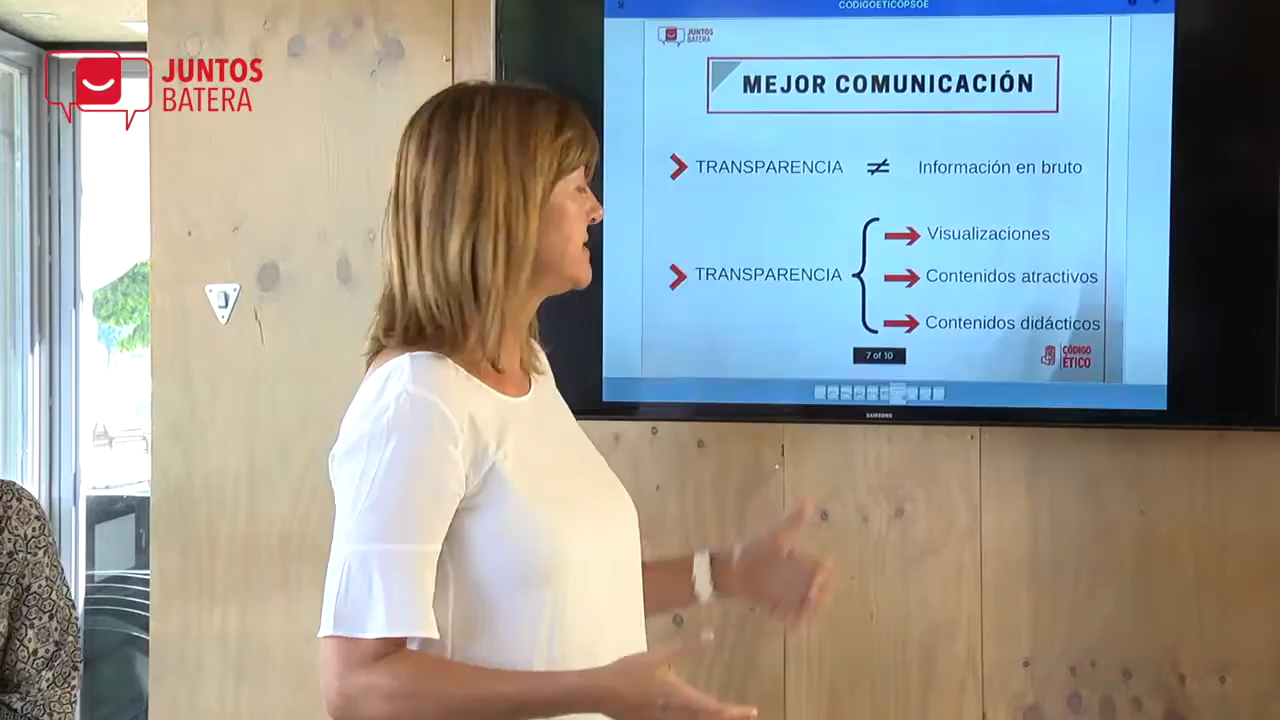 JUNTOS
BATERA
CODIGOETICOPSOE
JUNTOS
BATERA
MEJOR COMUNICACIÓN
TRANSPARENCIA ≠ Información en bruto
TRANSPARENCIA
Visualizaciones
Contenidos atractivos
Contenidos didácticos
7 of 10
CÓDIGO
ÉTICO
SAMSUNG